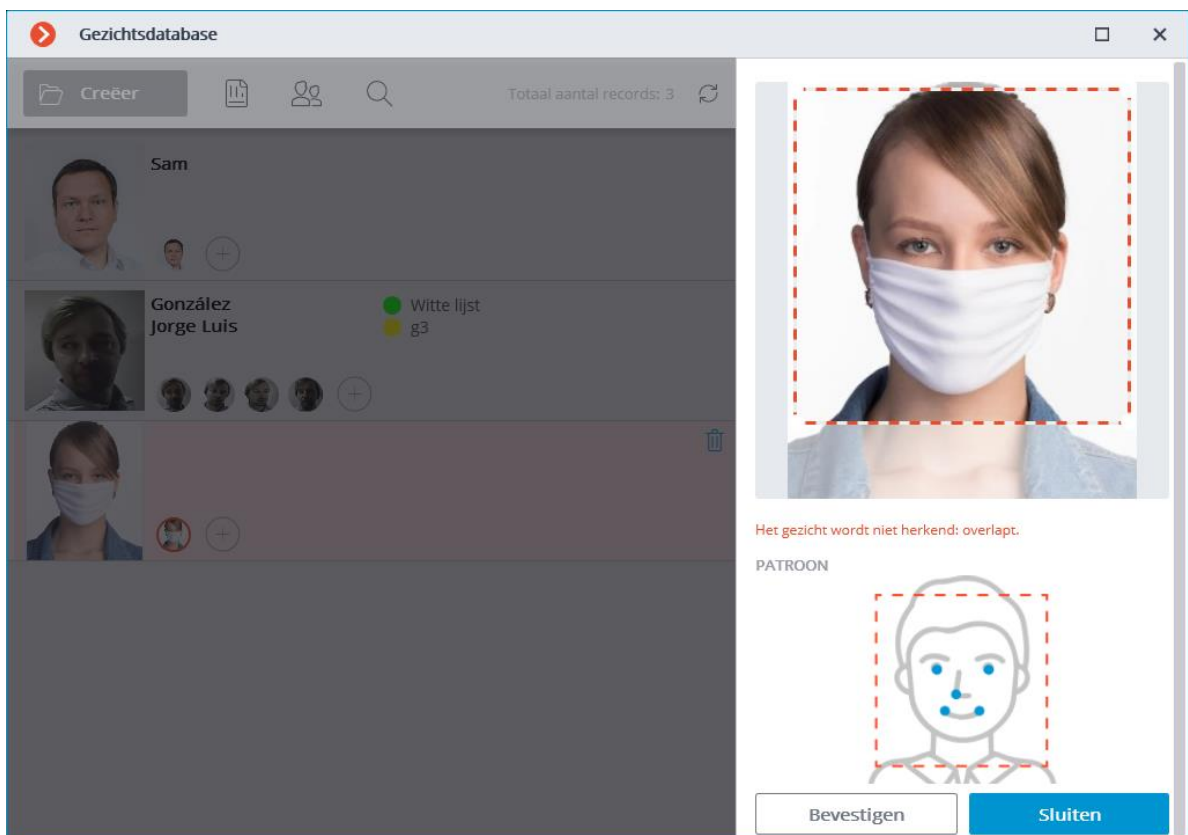 Gezichtsdatabase
Creëer
Totaal aantal records: 3
Sam
González
Jorge Luis
Witte lijst
g3
Het gezicht wordt niet herkend: overlapt.
PATROON
Bevestigen
Sluiten